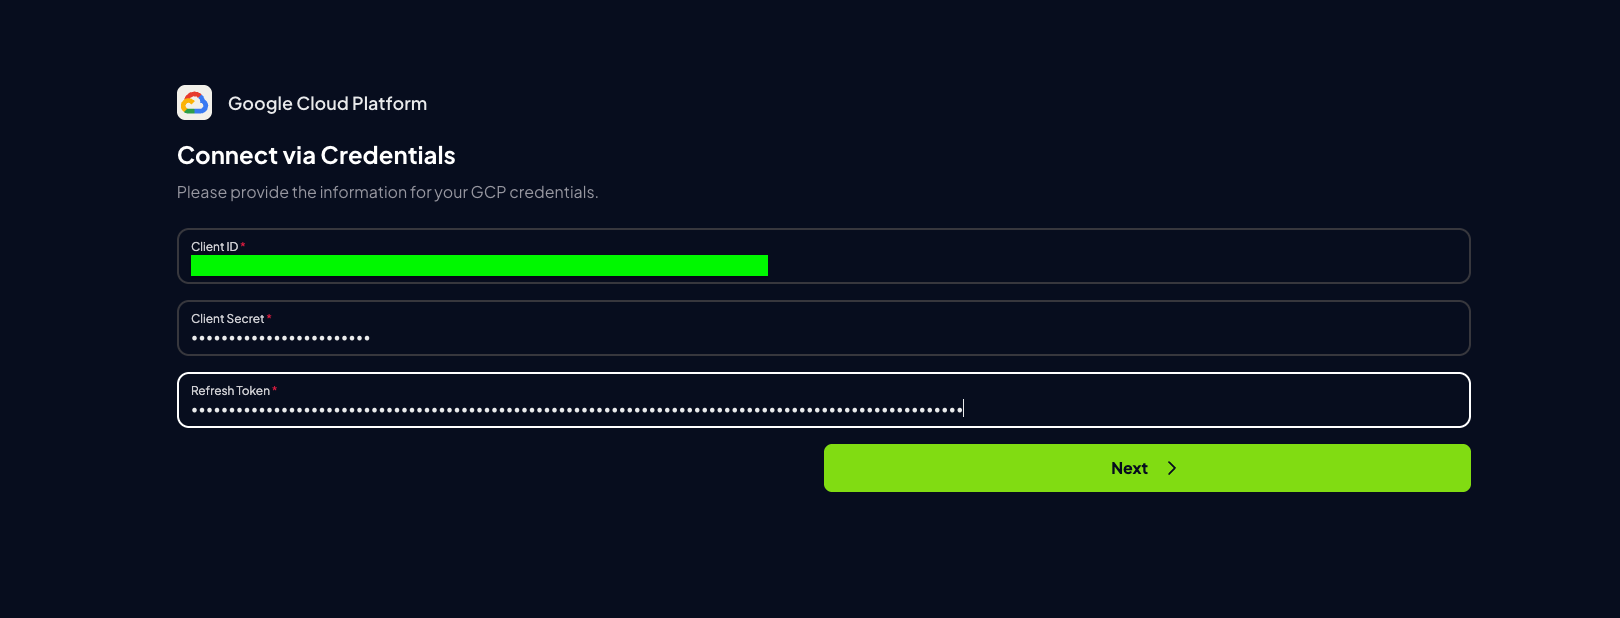 Google Cloud Platform
Connect via Credentials
Please provide the information for your GCP credentials.
Client ID *
Client Secret *
•••••••••••••••••••••••••
Refresh Token *
•••••••••••••••••••••••••••••••••••••••••••••••••••••••••••••••••••••••••••••••••••••••••••••••••••••••
Next